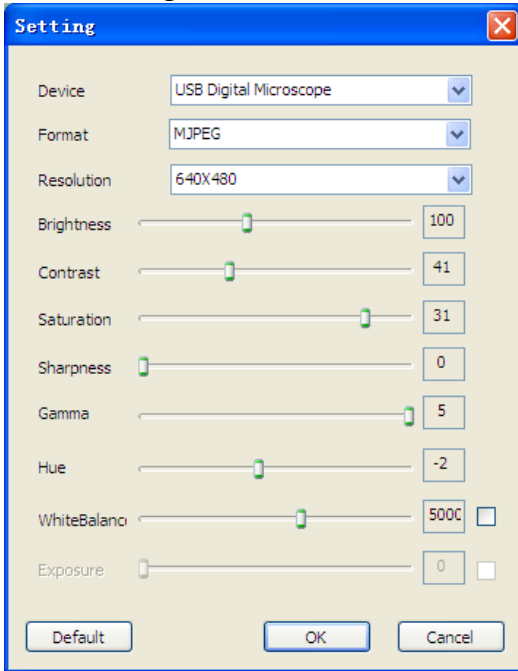 Setting
Device USB Digital Microscope
Format MJPEG
Resolution 640X480
Brightness 100
Contrast 41
Saturation 31
Sharpness 0
Gamma 5
Hue -2
WhiteBalance 5000
Exposure 0
Default OK Cancel